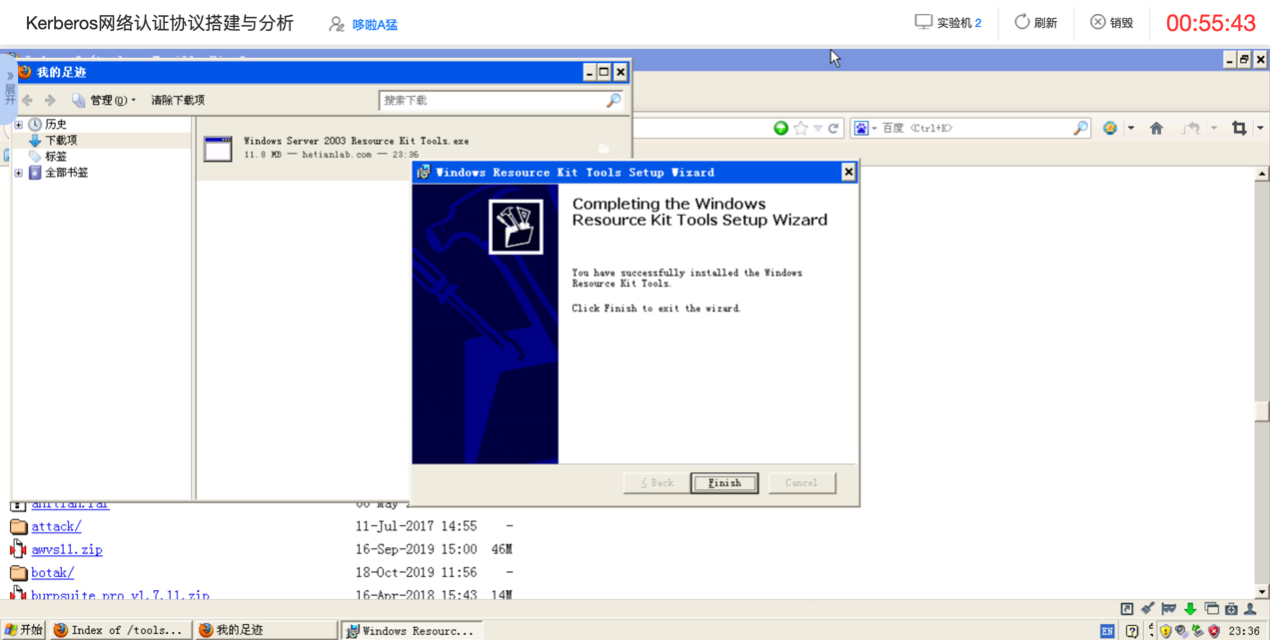 Kerberos网络认证协议搭建与分析
哆啦A猛
实验机 2
刷新
销毁
00:55:43
展开
我的足迹
管理(O)
清除下载项
搜索下载
历史
下载项
标签
全部书签
Windows Server 2003 Resource Kit Tools.exe
11.8 MB — hetianlab.com — 23:36
百度 <Ctrl+K>
Windows Resource Kit Tools Setup Wizard
Completing the Windows
Resource Kit Tools Setup Wizard
You have successfully installed the Windows
Resource Kit Tools.
Click Finish to exit the wizard.
< Back
Finish
Cancel
attack/ 11-Jul-2017 14:55 -
awvs11.zip 16-Sep-2019 15:00 46M
botak/ 18-Oct-2019 11:56 -
burpsuite_pro_v1.7.11.zip 16-Apr-2018 15:43 14M
开始
Index of /tools...
我的足迹
Windows Resourc...
EN
23:36